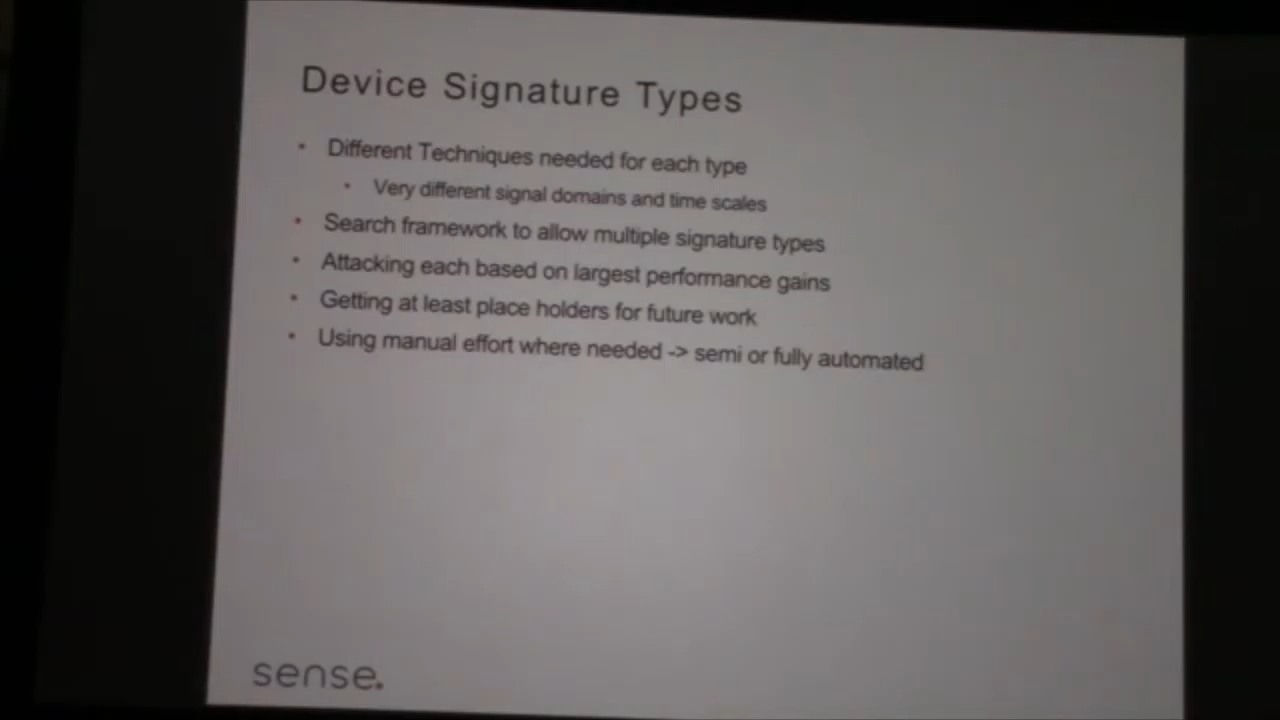 Device Signature Types
• Different Techniques needed for each type
• Very different signal domains and time scales
• Search framework to allow multiple signature types
• Attacking each based on largest performance gains
• Getting at least place holders for future work
• Using manual effort where needed -> semi or fully automated
sense.